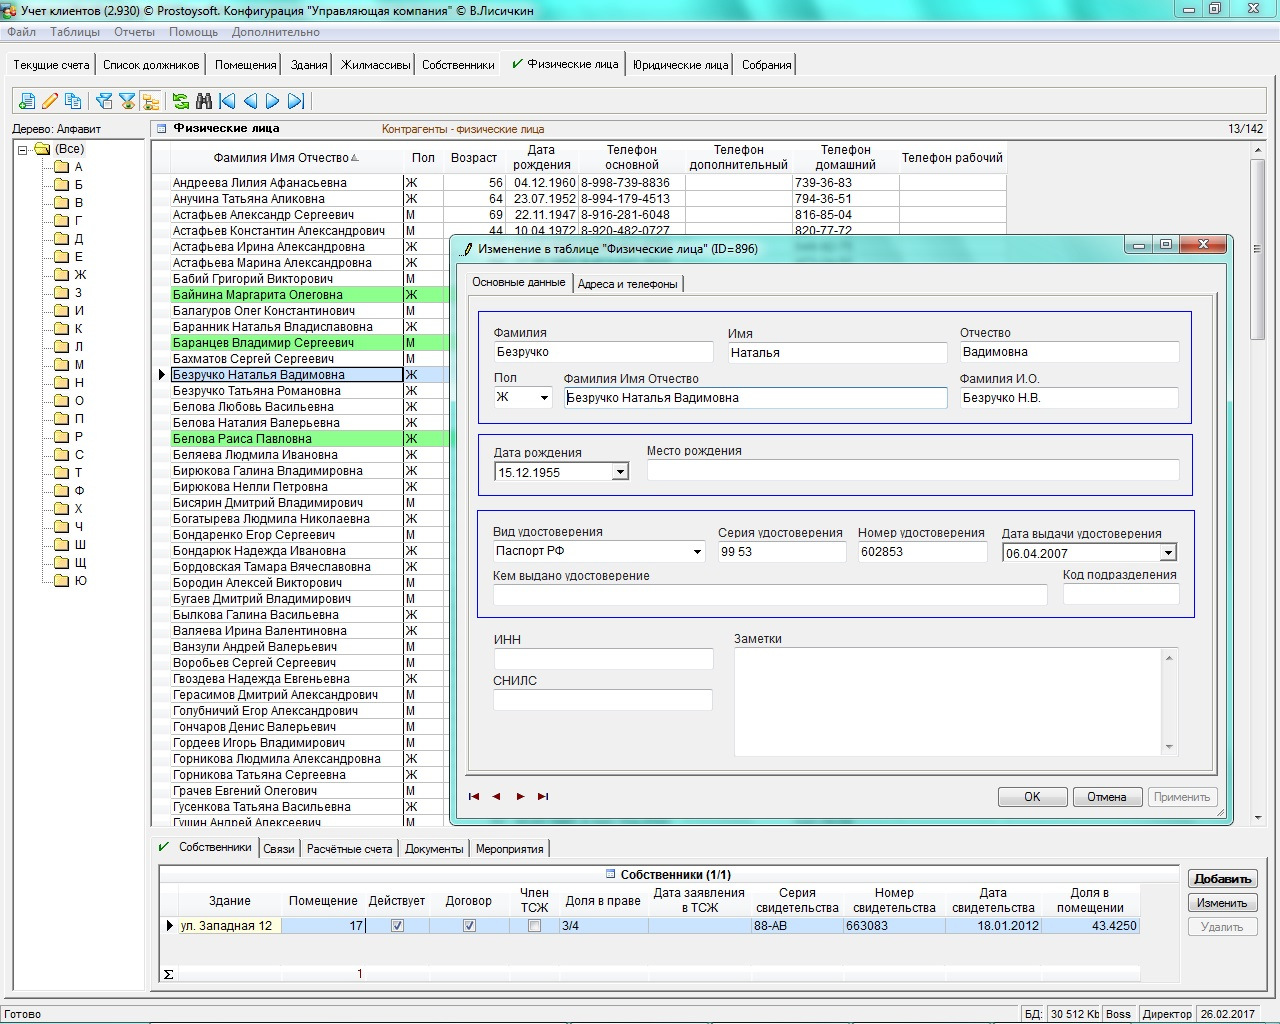 Учет клиентов (2.930) © Prostoysoft. Конфигурация "Управляющая компания" © В.Лисичкин
Файл Таблицы Отчеты Помощь Дополнительно
Текущие счета Список должников Помещения Здания Жилмассивы Собственники Физические лица Юридические лица Собрания
Дерево: Алфавит
(Все)
А
Б
В
Г
Д
Е
Ж
З
И
К
Л
М
Н
О
П
Р
С
Т
Ф
Х
Ч
Ш
Щ
Ю
Физические лица Контрагенты - физические лица 13/142
Фамилия Имя Отчество Пол Возраст Дата рождения Телефон основной Телефон дополнительный Телефон домашний Телефон рабочий
Андреева Лилия Афанасьевна Ж 56 04.12.1960 8-998-739-8836 739-36-83
Анучина Татьяна Аликовна Ж 64 23.07.1952 8-994-179-4513 794-36-51
Астафьев Александр Сергеевич М 69 22.11.1947 8-916-281-6048 816-85-04
Астафьев Константин Александрович М 44 10.04.1972 8-920-482-0727 820-77-72
Астафьева Ирина Александровна Ж
Астафьева Марина Александровна Ж
Бабий Григорий Викторович М
Байнина Маргарита Олеговна Ж
Балагуров Олег Константинович М
Баранник Наталья Владиславовна Ж
Баранцев Владимир Сергеевич М
Бахматов Сергей Сергеевич М
Безручко Наталья Вадимовна Ж
Безручко Татьяна Романовна Ж
Белова Любовь Васильевна Ж
Белова Наталия Валерьевна Ж
Белова Раиса Павловна Ж
Беляева Людмила Ивановна Ж
Бирюкова Галина Владимировна Ж
Бирюкова Нелли Петровна Ж
Бисярин Дмитрий Владимирович М
Богатырева Людмила Николаевна Ж
Бондаренко Егор Сергеевич М
Бондарюк Надежда Ивановна Ж
Бордовская Тамара Вячеславовна Ж
Бородин Алексей Викторович М
Бугаев Дмитрий Владимирович М
Былкова Галина Васильевна Ж
Валяева Ирина Валентиновна Ж
Ванзули Андрей Валерьевич М
Воробьев Сергей Сергеевич М
Гвоздева Надежда Евгеньевна Ж
Герасимов Дмитрий Александрович М
Голубничий Егор Александрович М
Гончаров Денис Валерьевич М
Гордеев Игорь Владимирович М
Горникова Людмила Александровна Ж
Горникова Татьяна Сергеевна Ж
Грачев Евгений Олегович М
Гусенкова Татьяна Васильевна Ж
Гушин Андрей Алексеевич М
Изменение в таблице "Физические лица" (ID=896)
Основные данные Адреса и телефоны
Фамилия Имя Отчество
Безручко Наталья Вадимовна
Пол Фамилия Имя Отчество Фамилия И.О.
Ж Безручко Наталья Вадимовна Безручко Н.В.
Дата рождения Место рождения
15.12.1955
Вид удостоверения Серия удостоверения Номер удостоверения Дата выдачи удостоверения
Паспорт РФ 99 53 602853 06.04.2007
Кем выдано удостоверение Код подразделения
ИНН Заметки
СНИЛС
OK Отмена Применить
Собственники Связи Расчётные счета Документы Мероприятия
Собственники (1/1)
Здание Помещение Действует Договор Член ТСЖ Доля в праве Дата заявления в ТСЖ Серия свидетельства Номер свидетельства Дата свидетельства Доля в помещении
ул. Западная 12 17 3/4 88-АВ 663083 18.01.2012 43.4250
Σ 1
Добавить
Изменить
Удалить
Готово БД: 30 512 Kb Boss Директор 26.02.2017